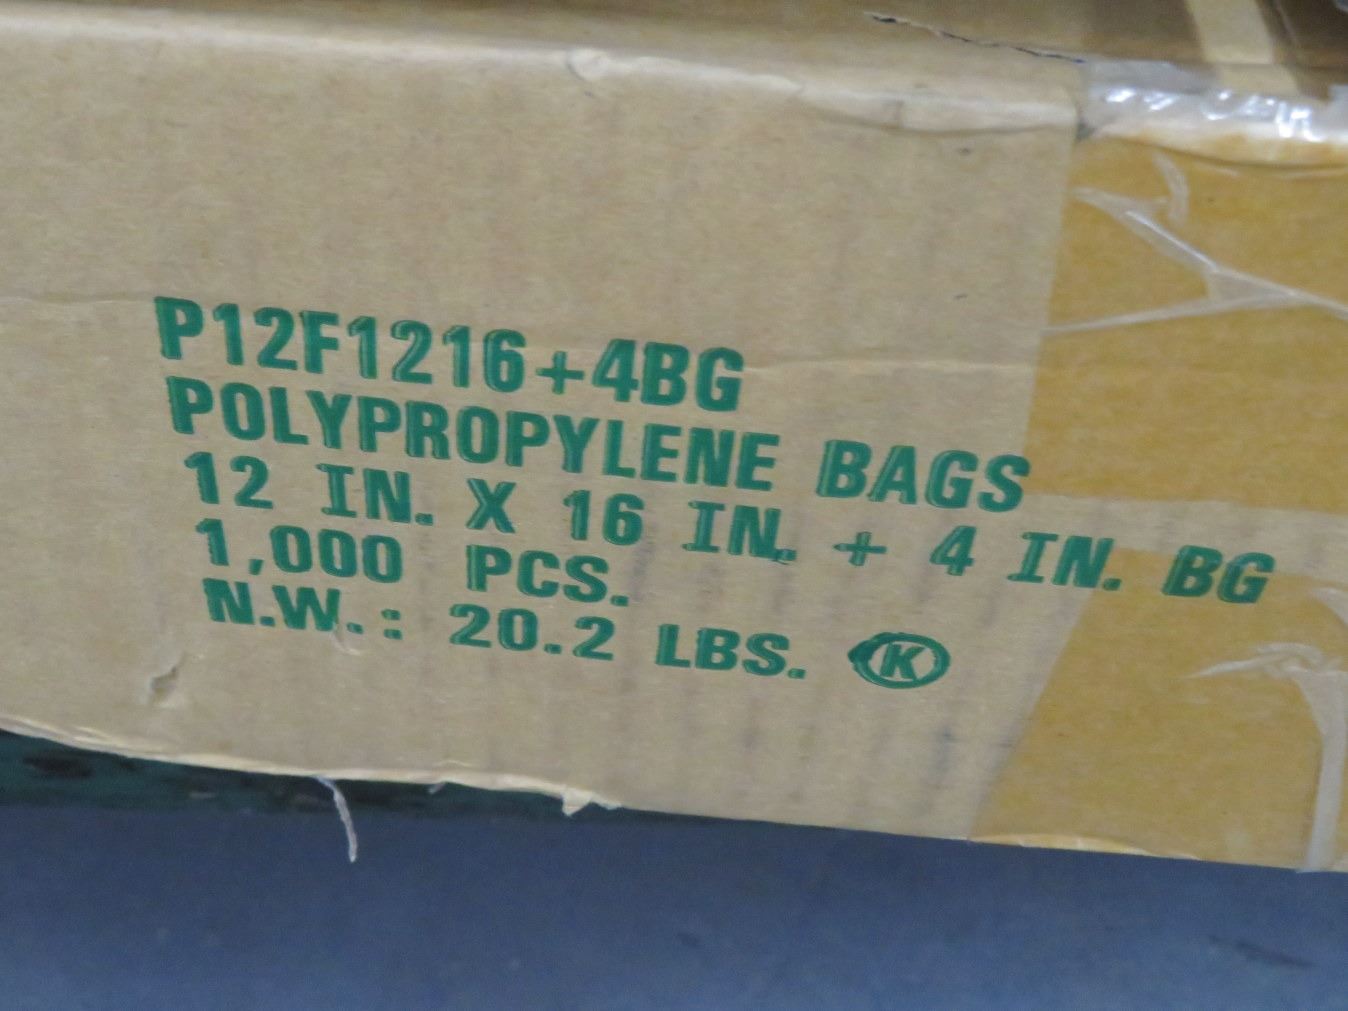 P12F1216+4BG
POLYPROPYLENE BAGS
12 IN. X 16 IN. + 4 IN. BG
1,000 PCS.
N.W.: 20.2 LBS. K